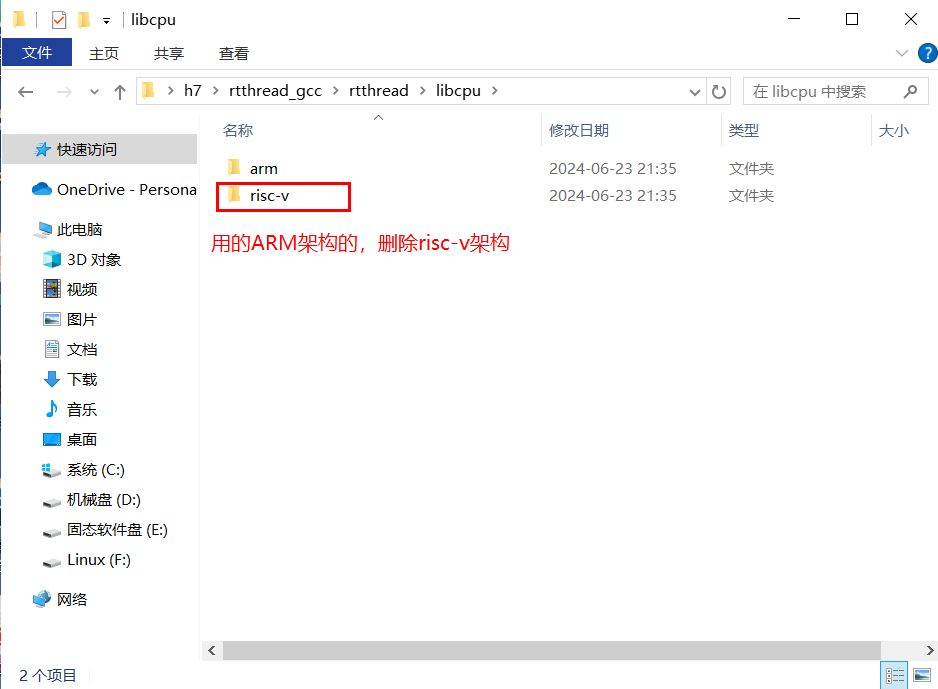 libcpu
文件 主页 共享 查看
h7 rtthread_gcc rtthread libcpu 在 libcpu 中搜索
名称 修改日期 类型 大小
快速访问
arm 2024-06-23 21:35 文件夹
OneDrive - Persona
risc-v 2024-06-23 21:35 文件夹
此电脑
用的ARM架构的，删除risc-v架构
3D 对象
视频
图片
文档
下载
音乐
桌面
系统 (C:)
机械盘 (D:)
固态软件盘 (E:)
Linux (F:)
网络
2 个项目